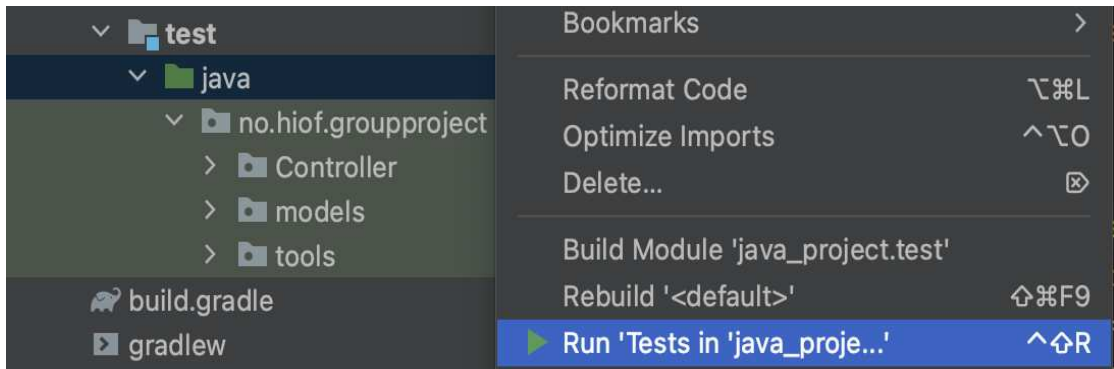 test
java
no.hiof.groupproject
Controller
models
tools
build.gradle
gradlew
Bookmarks
Reformat Code ⌥⌘L
Optimize Imports ^⌥O
Delete... ⌦
Build Module 'java_project.test'
Rebuild '<default>' ⇧⌘F9
Run 'Tests in 'java_proje...' ^⇧R